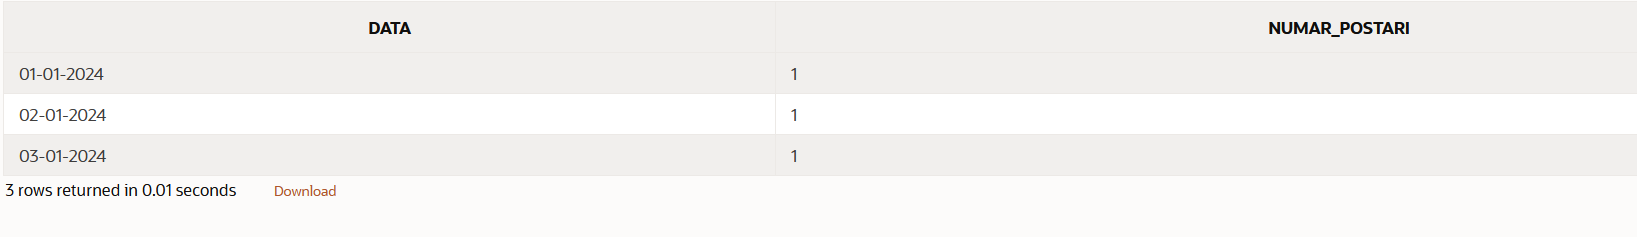 DATA NUMAR_POSTARI
01-01-2024 1
02-01-2024 1
03-01-2024 1
3 rows returned in 0.01 seconds Download